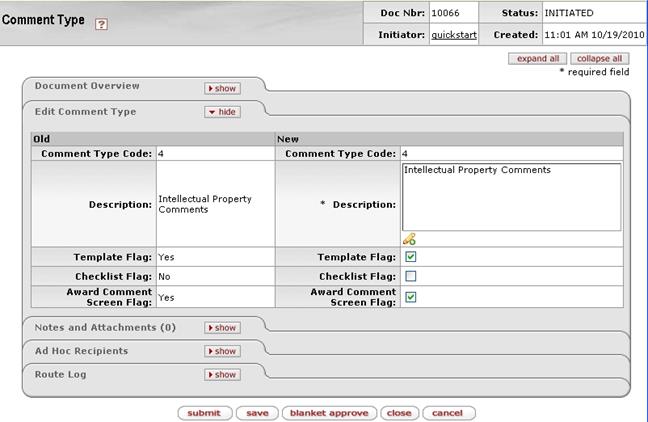 Comment Type ?
Doc Nbr: 10066 Status: INITIATED
Initiator: quickstart Created: 11:01 AM 10/19/2010
expand all collapse all
* required field
Document Overview show
Edit Comment Type hide
Old New
Comment Type Code: 4 Comment Type Code: 4
Description: Intellectual Property Comments * Description: Intellectual Property Comments
Template Flag: Yes Template Flag:
Checklist Flag: No Checklist Flag:
Award Comment Screen Flag: Yes Award Comment Screen Flag:
Notes and Attachments (0) show
Ad Hoc Recipients show
Route Log show
submit save blanket approve close cancel